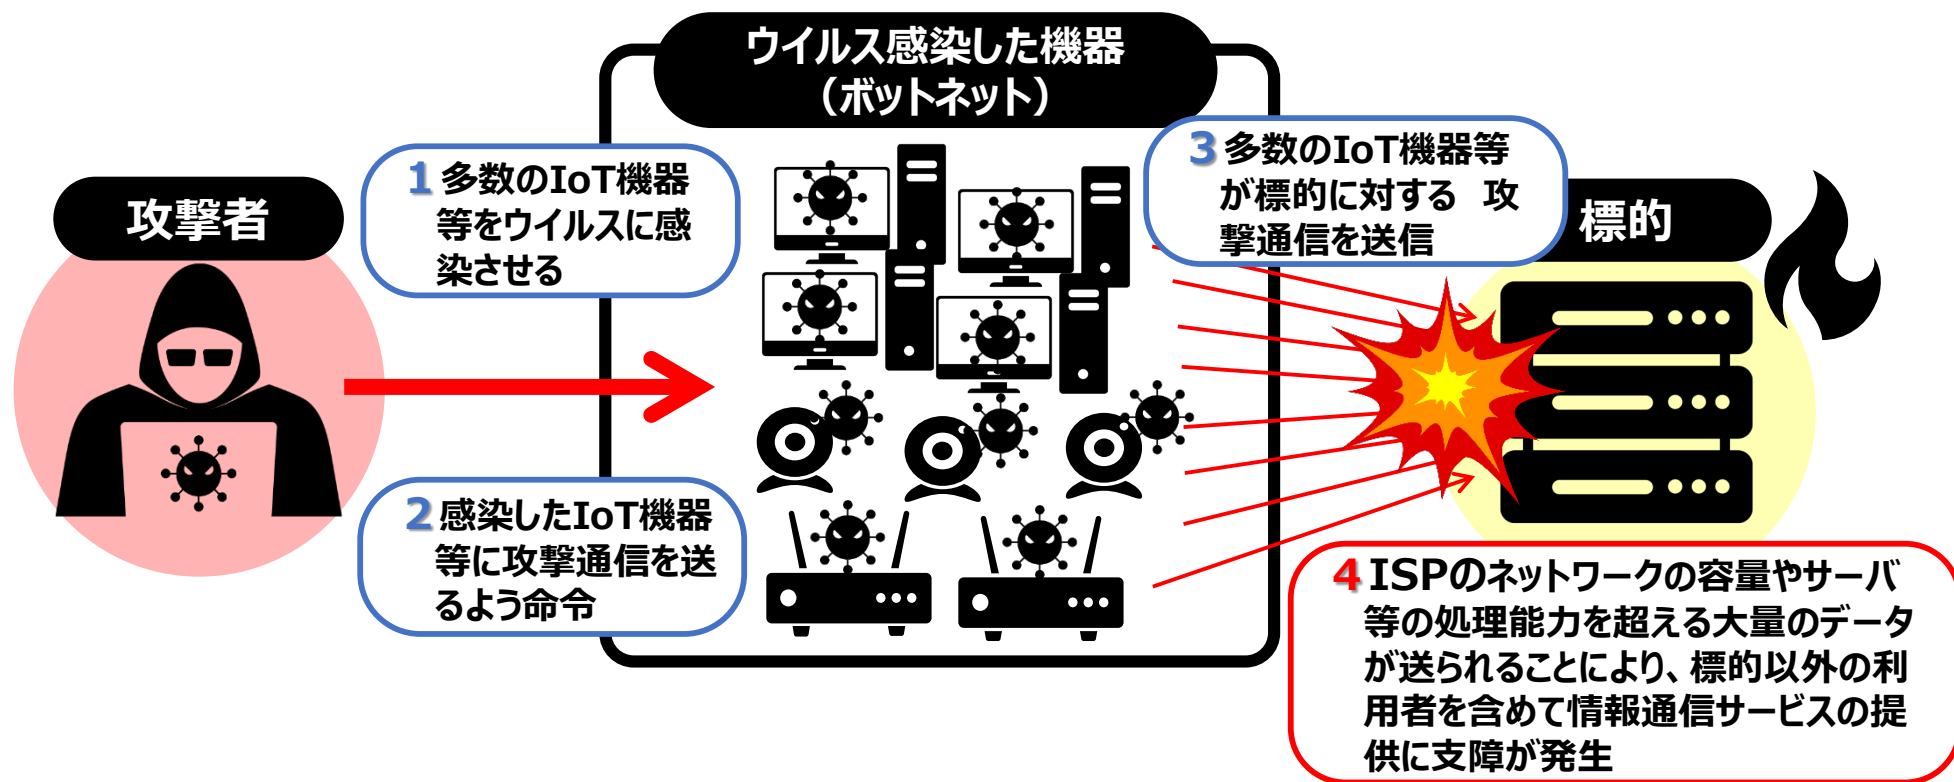 ウイルス感染した機器
（ボットネット）
攻撃者
1 多数のIoT機器
等をウイルスに感
染させる
2 感染したIoT機器
等に攻撃通信を送
るよう命令
3 多数のIoT機器等
が標的に対する　攻
撃通信を送信
標的
4 ISPのネットワークの容量やサーバ
等の処理能力を超える大量のデータ
が送られることにより、標的以外の利
用者を含めて情報通信サービスの提
供に支障が発生